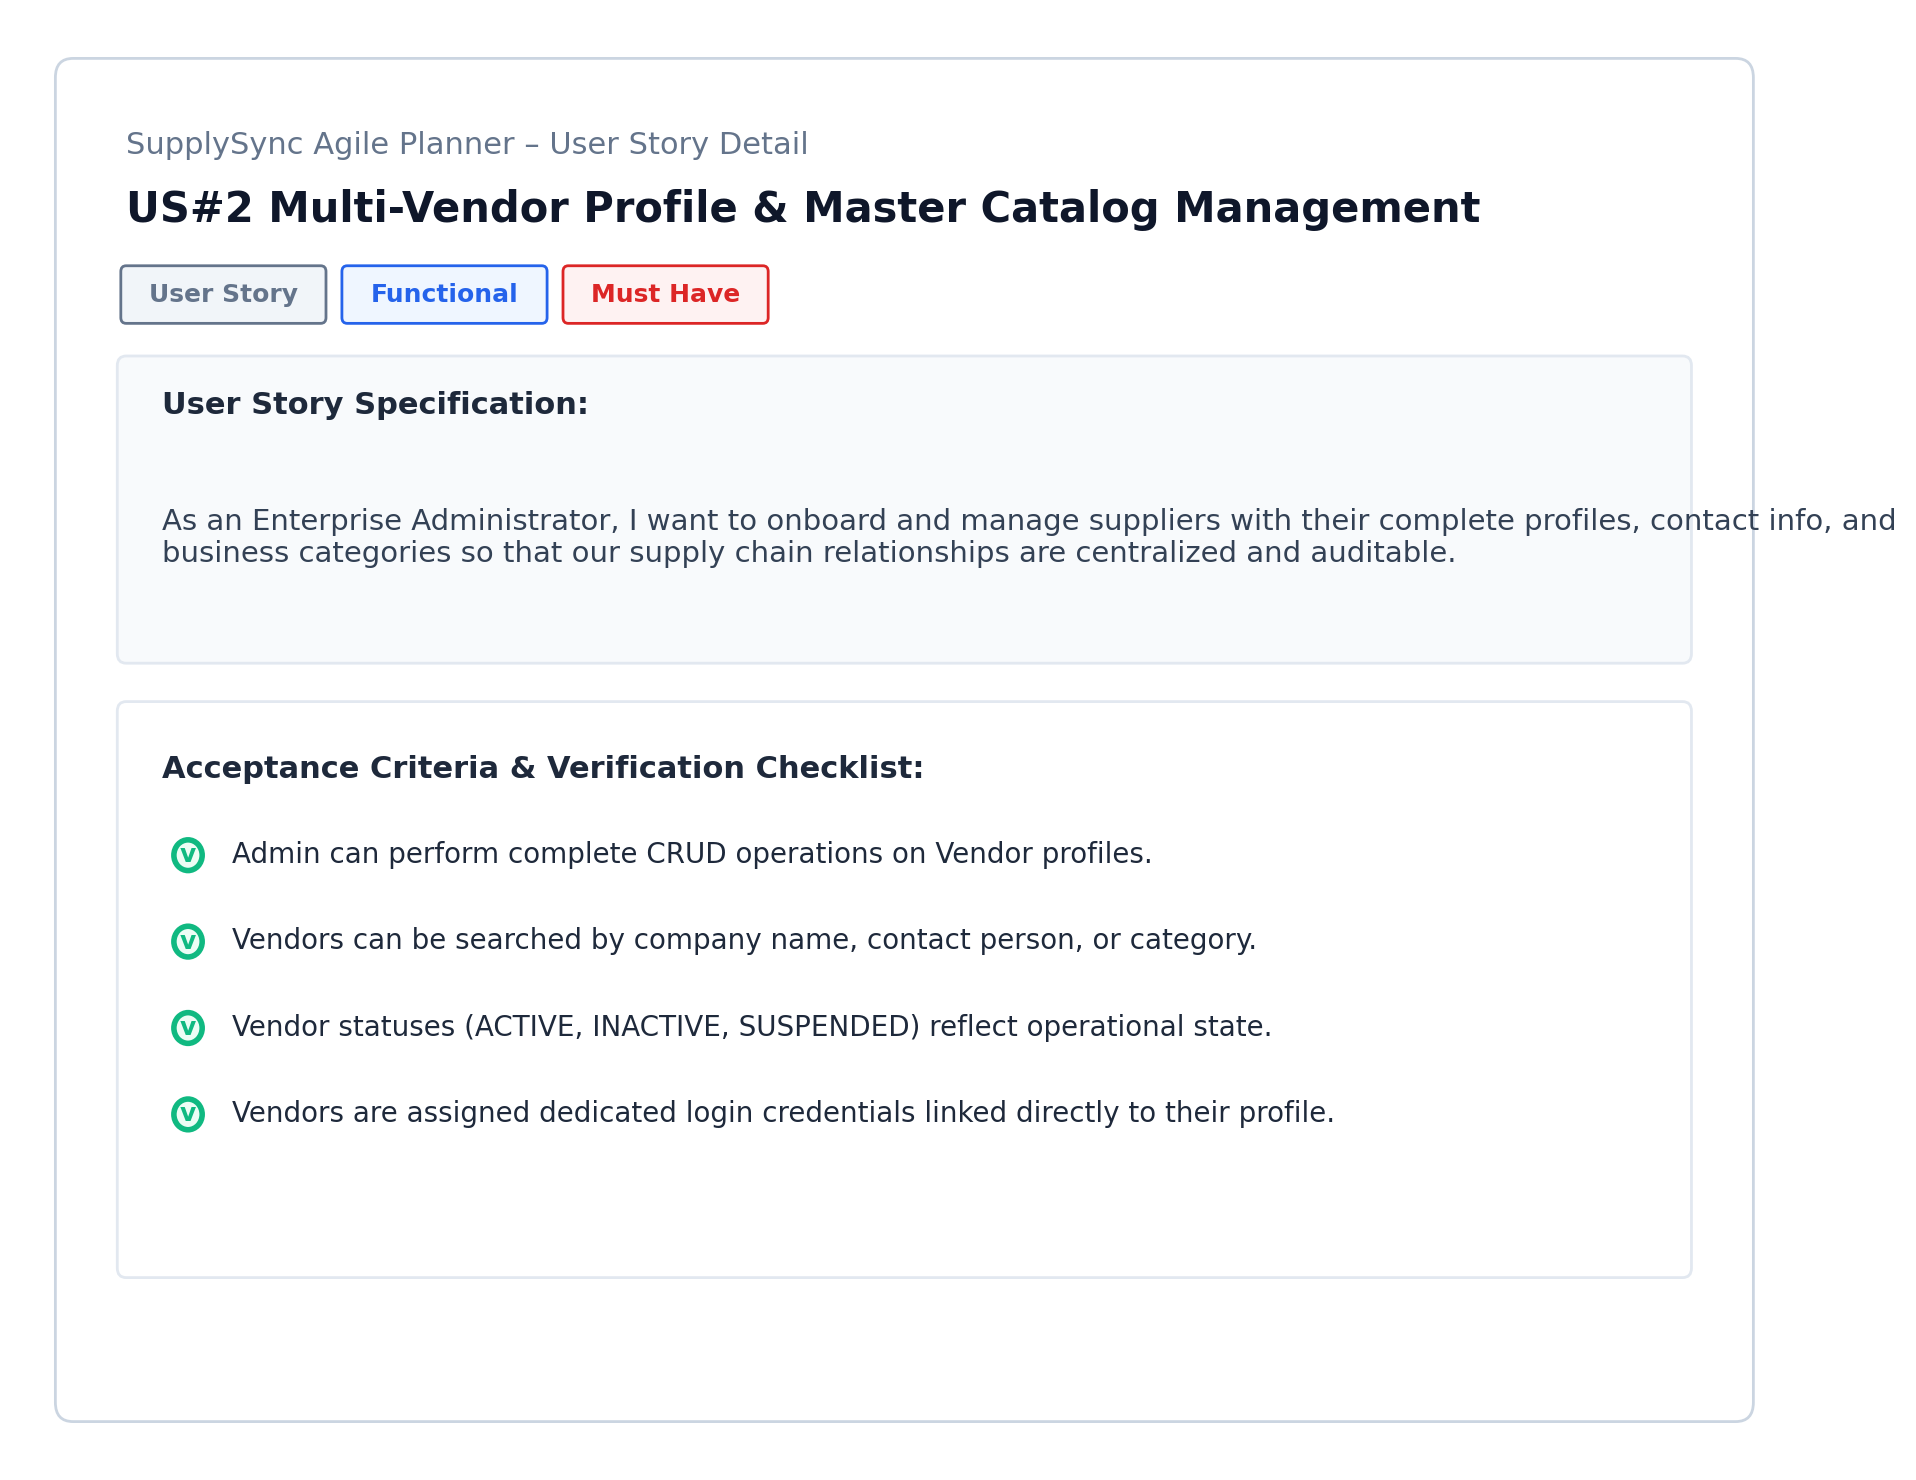 SupplySync Agile Planner – User Story Detail
US#2 Multi-Vendor Profile & Master Catalog Management
User Story Functional Must Have
User Story Specification:
As an Enterprise Administrator, I want to onboard and manage suppliers with their complete profiles, contact info, and
business categories so that our supply chain relationships are centralized and auditable.
Acceptance Criteria & Verification Checklist:
v Admin can perform complete CRUD operations on Vendor profiles.
v Vendors can be searched by company name, contact person, or category.
v Vendor statuses (ACTIVE, INACTIVE, SUSPENDED) reflect operational state.
v Vendors are assigned dedicated login credentials linked directly to their profile.